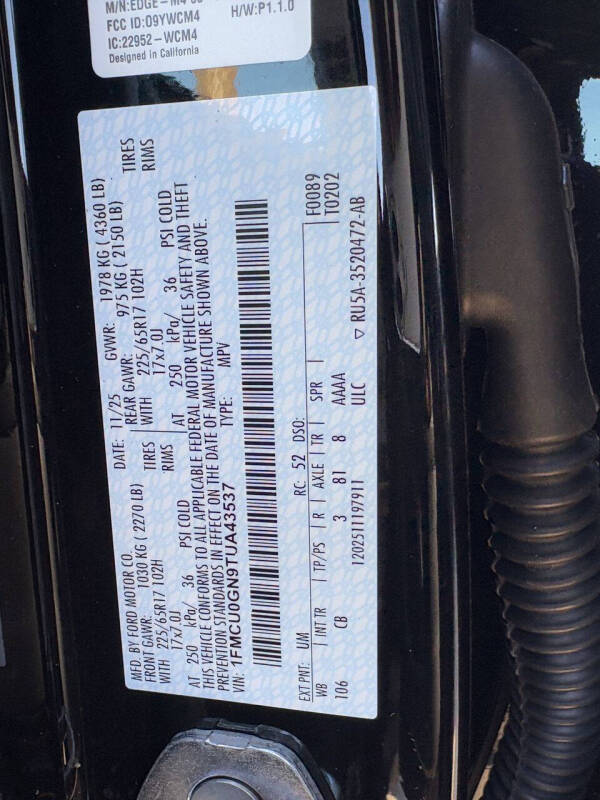 M/N:EDGE-M4
FCC ID:O9YWCM4
H/W:P1.1.0
IC:22952-WCM4
Designed in California
MFD. BY FORD MOTOR CO.
DATE: 11/25 GVWR: 1978 KG ( 4360 LB)
FRONT GAWR: 1030 KG ( 2270 LB) REAR GAWR: 975 KG ( 2150 LB)
WITH 225/65R17 102H TIRES WITH 225/65R17 102H TIRES
17x7.0J RIMS 17x7.0J RIMS
AT 250 kPa/ 36 PSI COLD AT 250 kPa/ 36 PSI COLD
THIS VEHICLE CONFORMS TO ALL APPLICABLE FEDERAL MOTOR VEHICLE SAFETY AND THEFT
PREVENTION STANDARDS IN EFFECT ON THE DATE OF MANUFACTURE SHOWN ABOVE.
VIN: 1FMCU0GN9TUA43537 TYPE: MPV
F0089
T0202
EXT PNT: UM RC: 52 DSO:
WB INT TR TP/PS R AXLE TR SPR
106 CB 3 81 8 AAAA
1202511197911 ULC
▽ RU5A-3520472-AB